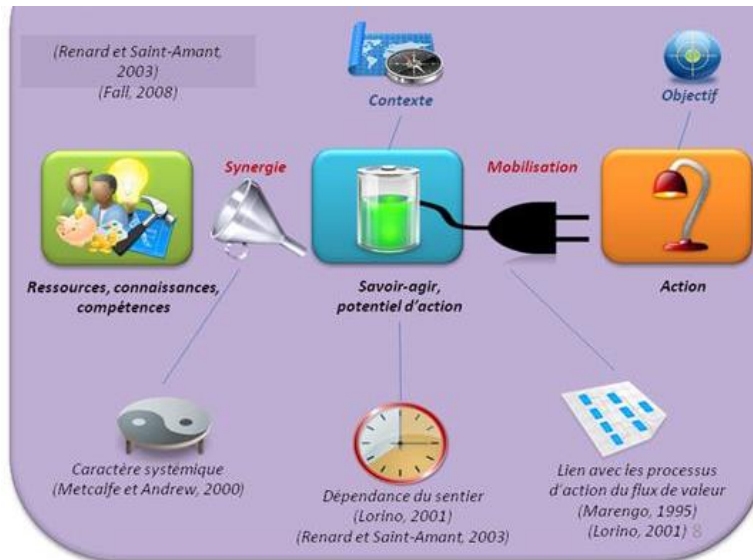 (Renard et Saint-Amant,
2003)
(Fall, 2008)
Contexte
Objectif
Synergie
Mobilisation
Ressources, connaissances,
compétences
Savoir-agir,
potentiel d'action
Action
Caractère systémique
(Metcalfe et Andrew, 2000)
Dépendance du sentier
(Lorino, 2001)
(Renard et Saint-Amant, 2003)
Lien avec les processus
d'action du flux de valeur
(Marengo, 1995)
(Lorino, 2001) 8